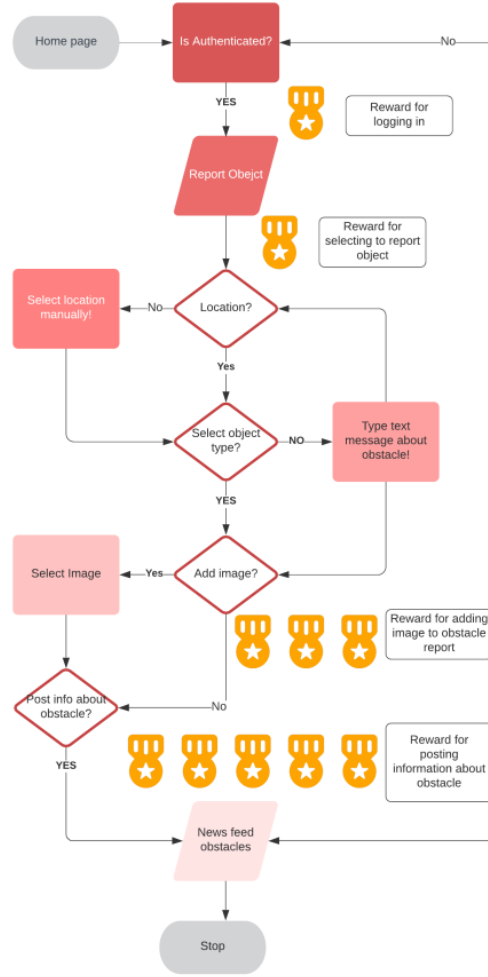 Home page
Is Authenticated?
No
YES
Reward for
logging in
Report Obejct
Reward for
selecting to report
object
Select location
manually!
No
Location?
Yes
Select object
type?
NO
Type text
message about
obstacle!
YES
Select Image
Yes
Add image?
Reward for adding
image to obstacle
report
Post info about
obstacle?
No
Reward for
posting
information about
obstacle
YES
News feed
obstacles
Stop